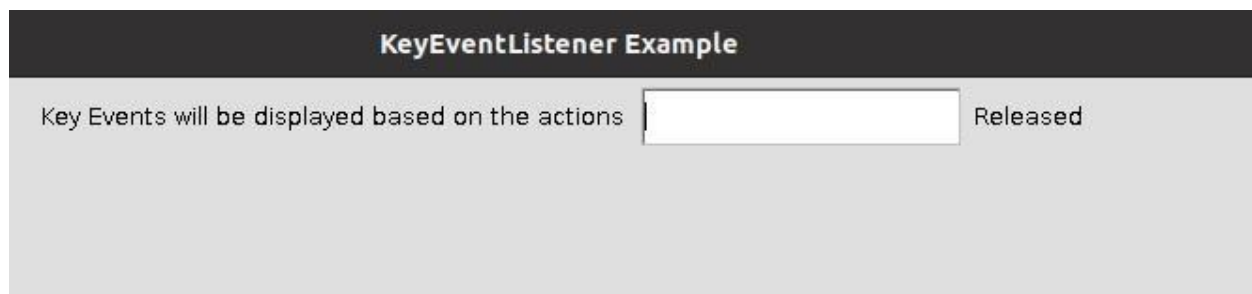 KeyEventListener Example
Key Events will be displayed based on the actions Released